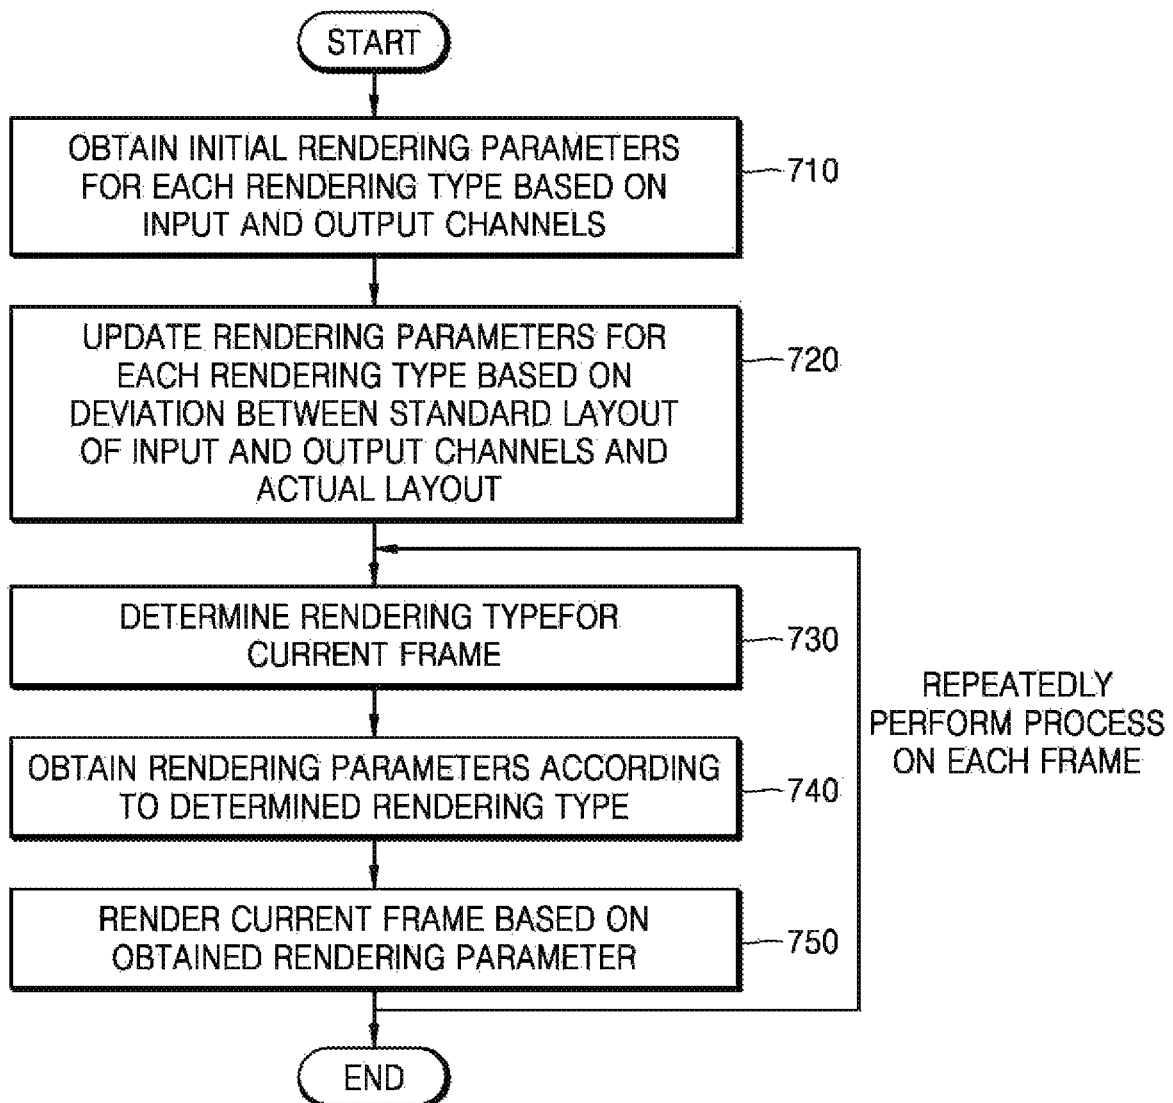 START
OBTAIN INITIAL RENDERING PARAMETERS
FOR EACH RENDERING TYPE BASED ON
INPUT AND OUTPUT CHANNELS
710
UPDATE RENDERING PARAMETERS FOR
EACH RENDERING TYPE BASED ON
DEVIATION BETWEEN STANDARD LAYOUT
OF INPUT AND OUTPUT CHANNELS AND
ACTUAL LAYOUT
720
DETERMINE RENDERING TYPEFOR
CURRENT FRAME
730
REPEATEDLY
PERFORM PROCESS
ON EACH FRAME
OBTAIN RENDERING PARAMETERS ACCORDING
TO DETERMINED RENDERING TYPE
740
RENDER CURRENT FRAME BASED ON
OBTAINED RENDERING PARAMETER
750
END